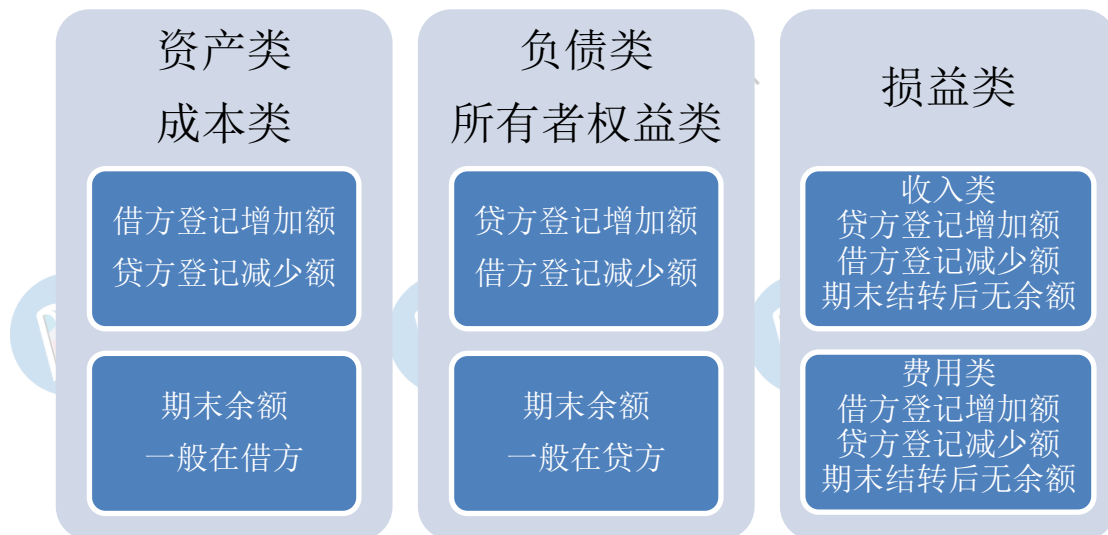 资产类
成本类
借方登记增加额
贷方登记减少额
期末余额
一般在借方
负债类
所有者权益类
贷方登记增加额
借方登记减少额
期末余额
一般在贷方
损益类
收入类
贷方登记增加额
借方登记减少额
期末结转后无余额
费用类
借方登记增加额
贷方登记减少额
期末结转后无余额